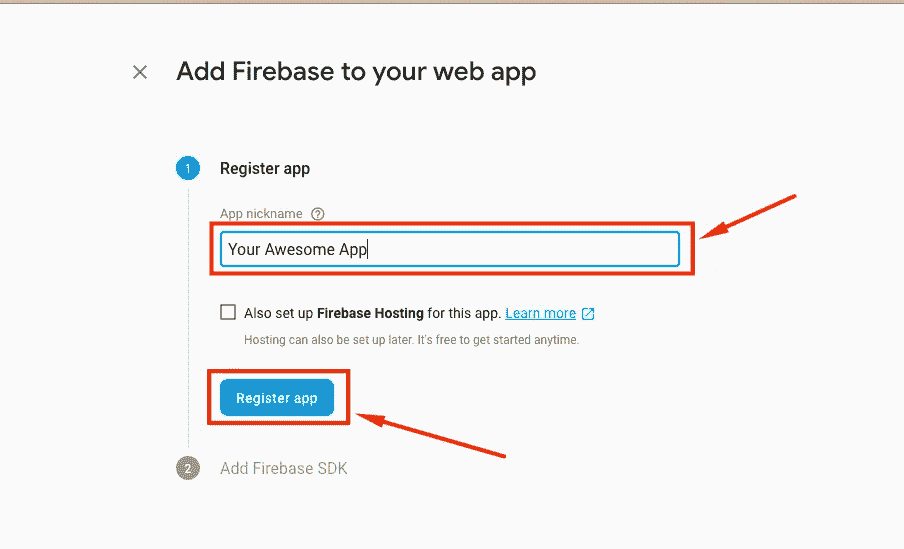 Add Firebase to your web app
1 Register app
App nickname ?
Your Awesome App
Also set up Firebase Hosting for this app. Learn more
Hosting can also be set up later. It's free to get started anytime.
Register app
2 Add Firebase SDK